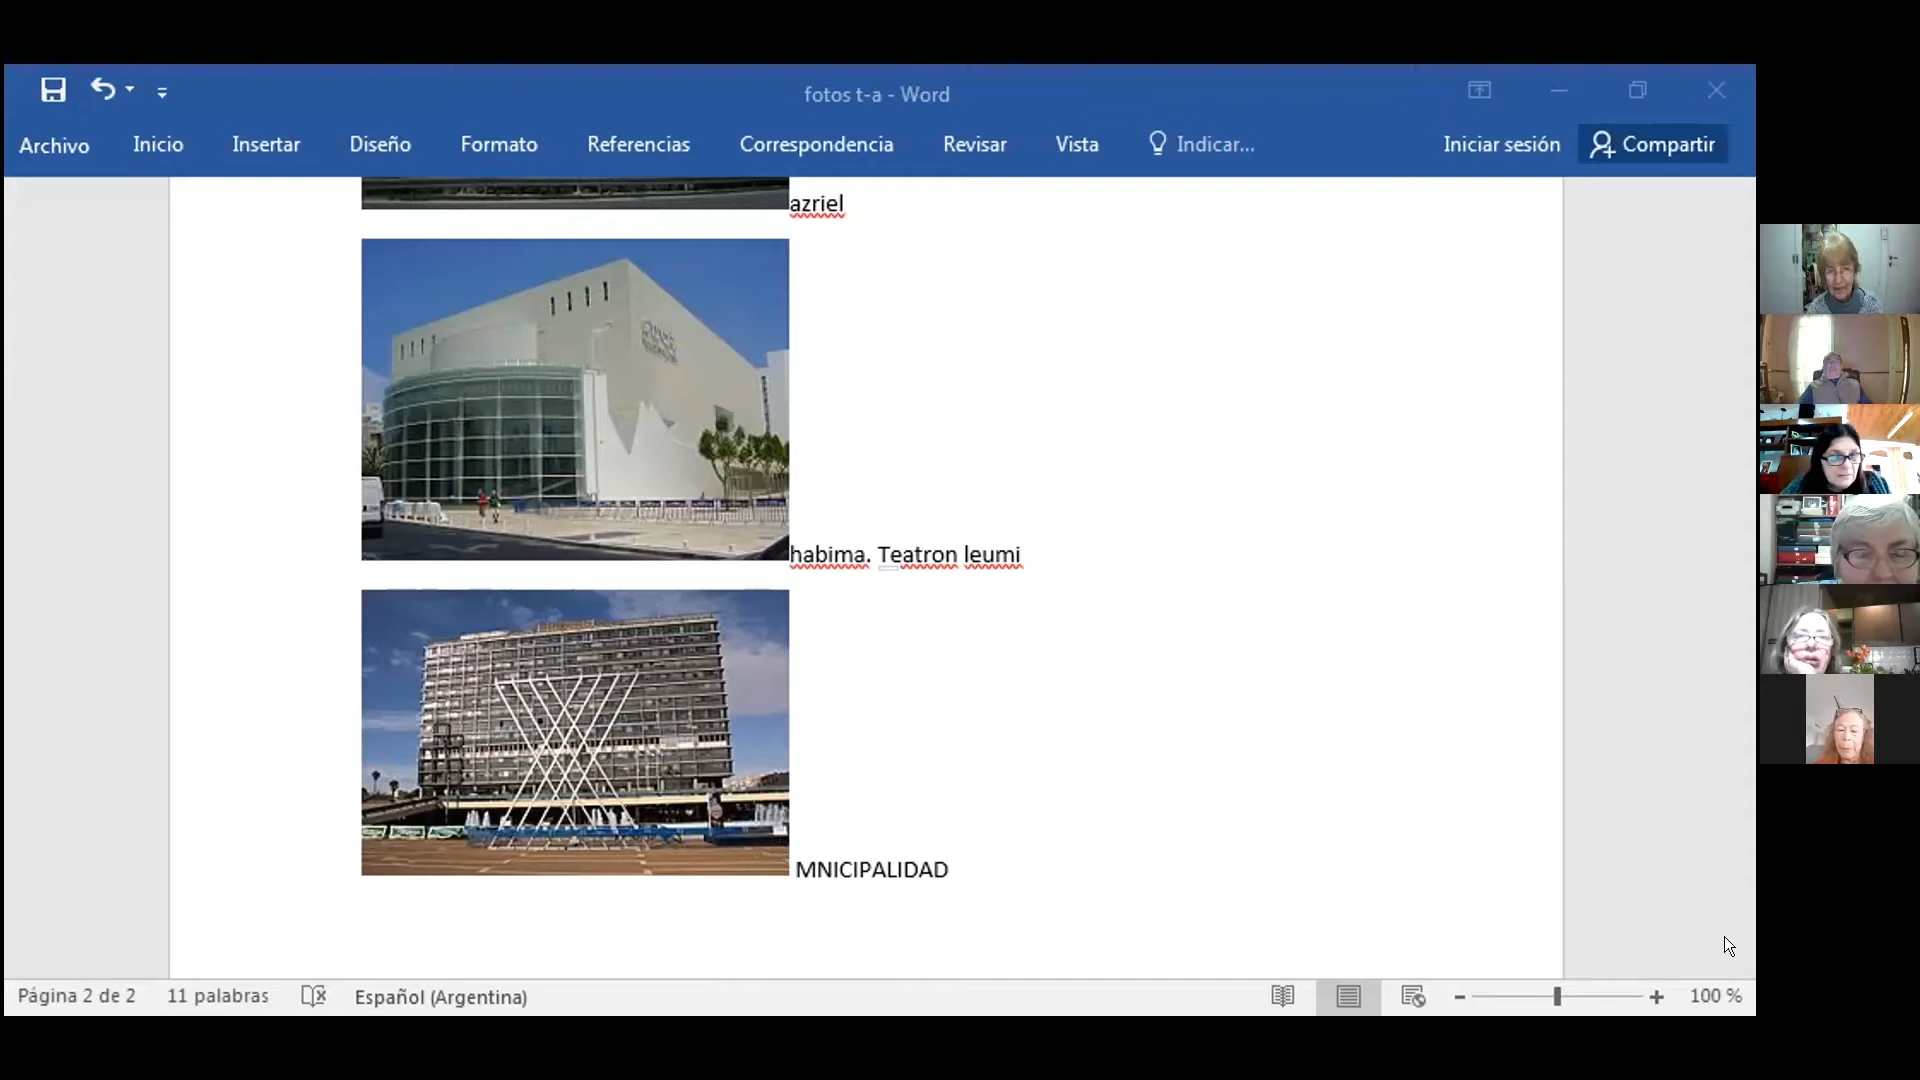 fotos t-a - Word
Archivo Inicio Insertar Diseño Formato Referencias Correspondencia Revisar Vista Indicar... Iniciar sesión Compartir
azriel
habima. Teatron leumi
MNICIPALIDAD
Página 2 de 2 11 palabras Español (Argentina) 100 %